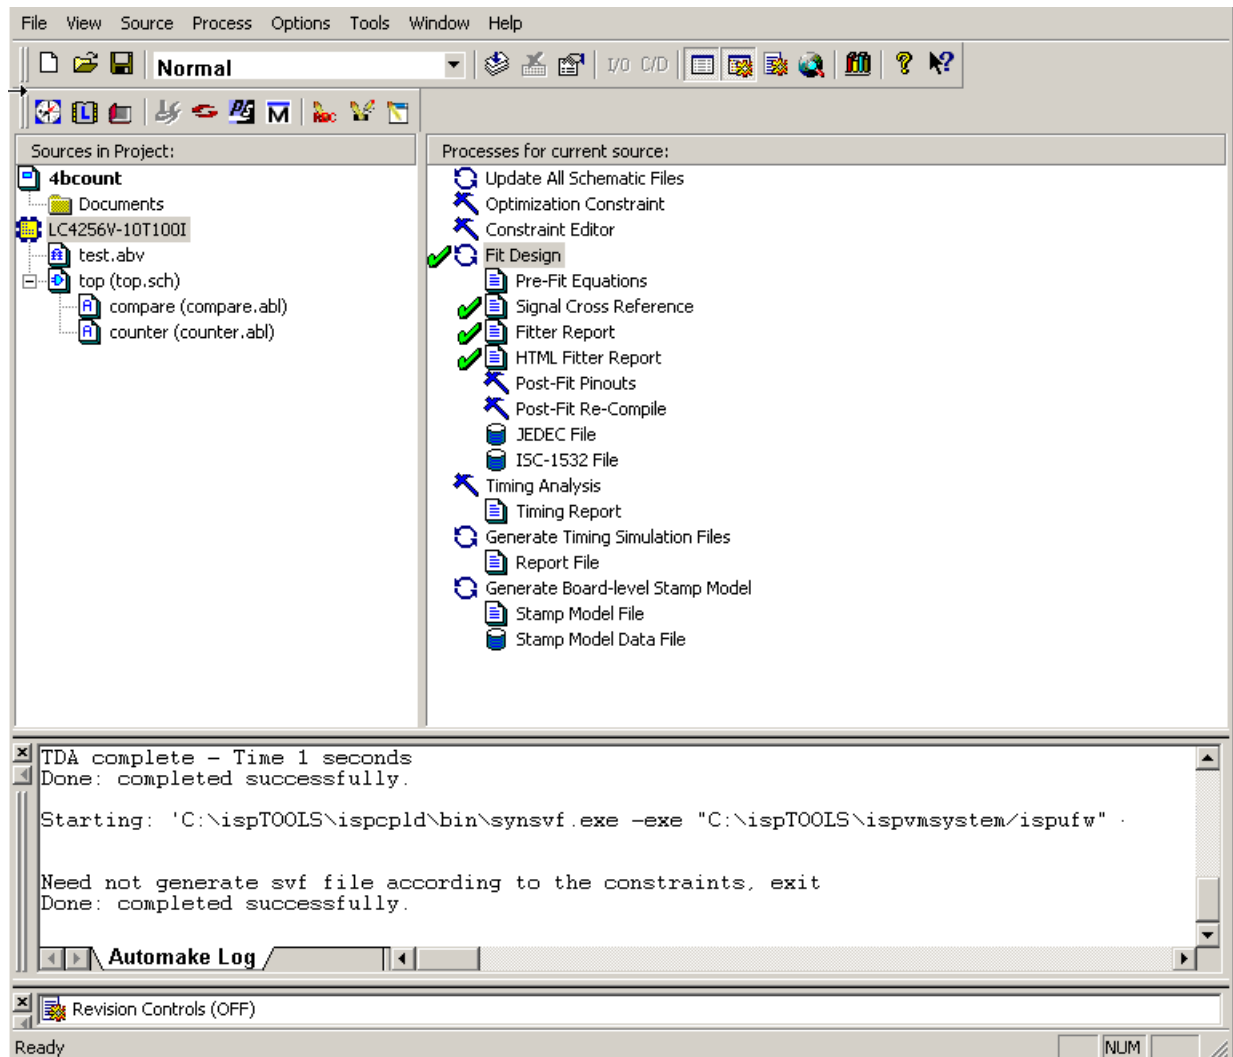 File View Source Process Options Tools Window Help
Normal
I/O C/D
Sources in Project:
4bcount
Documents
LC4256V-10T100I
test.abv
top (top.sch)
compare (compare.abl)
counter (counter.abl)
Processes for current source:
Update All Schematic Files
Optimization Constraint
Constraint Editor
Fit Design
Pre-Fit Equations
Signal Cross Reference
Fitter Report
HTML Fitter Report
Post-Fit Pinouts
Post-Fit Re-Compile
JEDEC File
ISC-1532 File
Timing Analysis
Timing Report
Generate Timing Simulation Files
Report File
Generate Board-level Stamp Model
Stamp Model File
Stamp Model Data File
TDA complete - Time 1 seconds
Done: completed successfully.
Starting: 'C:\ispTOOLS\ispcpld\bin\synsvf.exe -exe "C:\ispTOOLS\ispvmsystem/ispufw"
Need not generate svf file according to the constraints, exit
Done: completed successfully.
Automake Log
Revision Controls (OFF)
Ready
NUM